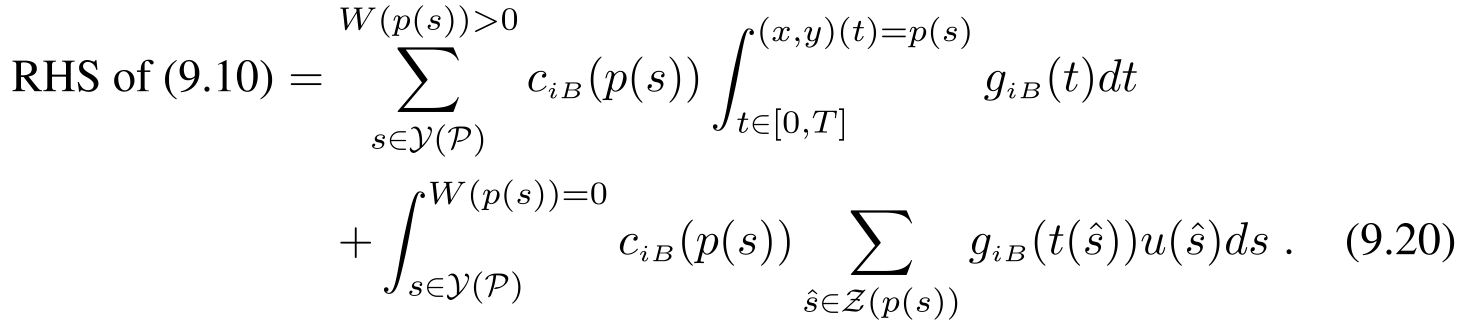 RHS of (9.10) = \sum_{s \in \mathcal{Y}(\mathcal{P})}^{W(p(s))>0} c_{iB}(p(s)) \int_{t \in [0,T]}^{(x,y)(t)=p(s)} g_{iB}(t)dt
+ \int_{s \in \mathcal{Y}(\mathcal{P})}^{W(p(s))=0} c_{iB}(p(s)) \sum_{\hat{s} \in \mathcal{Z}(p(s))} g_{iB}(t(\hat{s}))u(\hat{s})ds . (9.20)